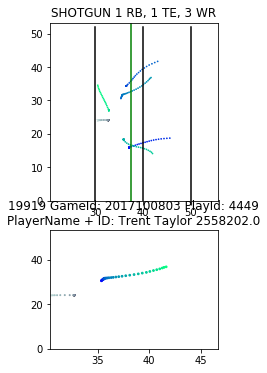 SHOTGUN 1 RB, 1 TE, 3 WR
50
40
30
20
10
0
30 40 50
19919 GameId: 2017100803 PlayId: 4449
PlayerName + ID: Trent Taylor 2558202.0
40
20
0
35 40 45